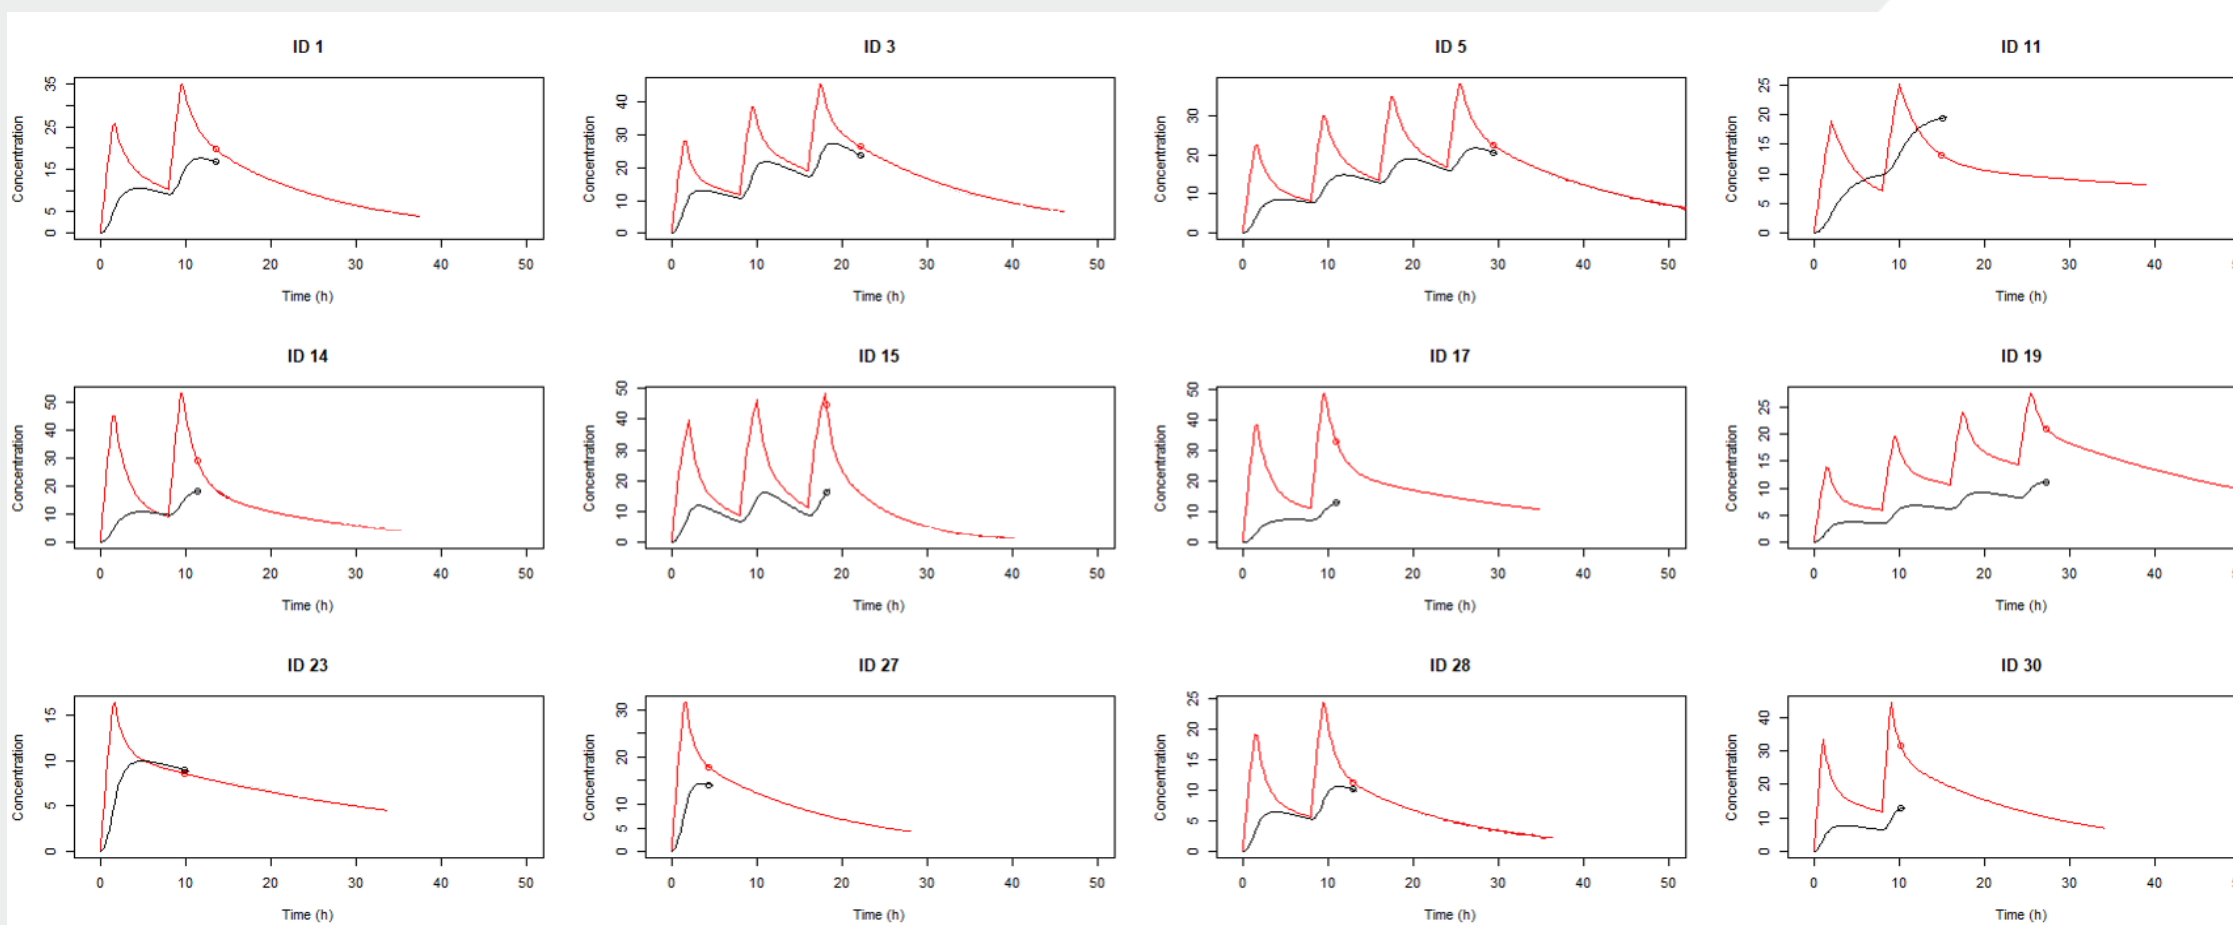 ID 1 ID 3 ID 5 ID 11
Concentration 0 5 15 25 35
Concentration 0 10 20 30 40
Concentration 0 10 20 30
Concentration 0 5 10 15 20 25
0 10 20 30 40 50 0 10 20 30 40 50 0 10 20 30 40 50 0 10 20 30 40
Time (h) Time (h) Time (h) Time (h)
ID 14 ID 15 ID 17 ID 19
Concentration 0 10 20 30 40 50
Concentration 0 10 20 30 40 50
Concentration 0 10 20 30 40 50
Concentration 0 5 10 15 20 25
0 10 20 30 40 50 0 10 20 30 40 50 0 10 20 30 40 50 0 10 20 30 40
Time (h) Time (h) Time (h) Time (h)
ID 23 ID 27 ID 28 ID 30
Concentration 0 5 10 15
Concentration 0 5 10 20 30
Concentration 0 5 10 15 20 25
Concentration 0 10 20 30 40
0 10 20 30 40 50 0 10 20 30 40 50 0 10 20 30 40 50 0 10 20 30 40
Time (h) Time (h) Time (h) Time (h)